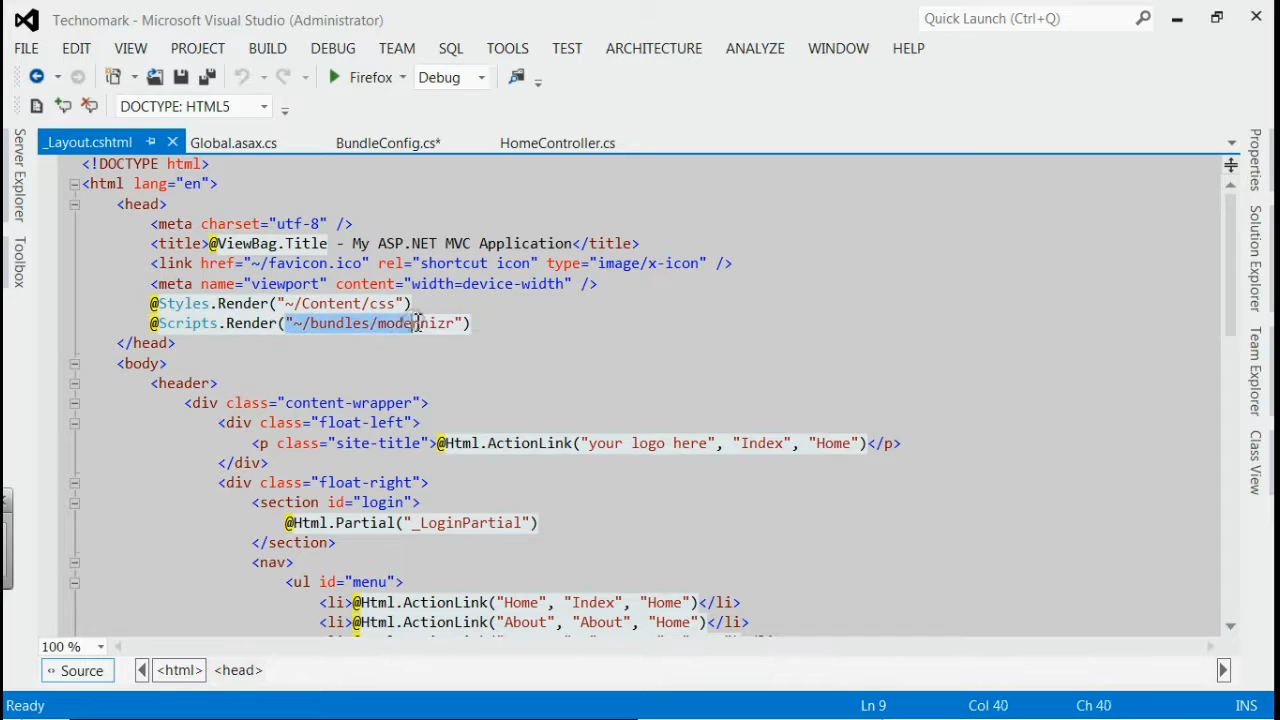 Technomark - Microsoft Visual Studio (Administrator)
Quick Launch (Ctrl+Q)
FILE EDIT VIEW PROJECT BUILD DEBUG TEAM SQL TOOLS TEST ARCHITECTURE ANALYZE WINDOW HELP
Firefox Debug
DOCTYPE: HTML5
_Layout.cshtml Global.asax.cs BundleConfig.cs* HomeController.cs
Server Explorer
Toolbox
<!DOCTYPE html>
<html lang="en">
<head>
<meta charset="utf-8" />
<title>@ViewBag.Title - My ASP.NET MVC Application</title>
<link href="~/favicon.ico" rel="shortcut icon" type="image/x-icon" />
<meta name="viewport" content="width=device-width" />
@Styles.Render("~/Content/css")
@Scripts.Render("~/bundles/modernizr")
</head>
<body>
<header>
<div class="content-wrapper">
<div class="float-left">
<p class="site-title">@Html.ActionLink("your logo here", "Index", "Home")</p>
</div>
<div class="float-right">
<section id="login">
@Html.Partial("_LoginPartial")
</section>
<nav>
<ul id="menu">
<li>@Html.ActionLink("Home", "Index", "Home")</li>
<li>@Html.ActionLink("About", "About", "Home")</li>
Properties
Solution Explorer
Team Explorer
Class View
100 %
Source <html> <head>
Ready Ln 9 Col 40 Ch 40 INS